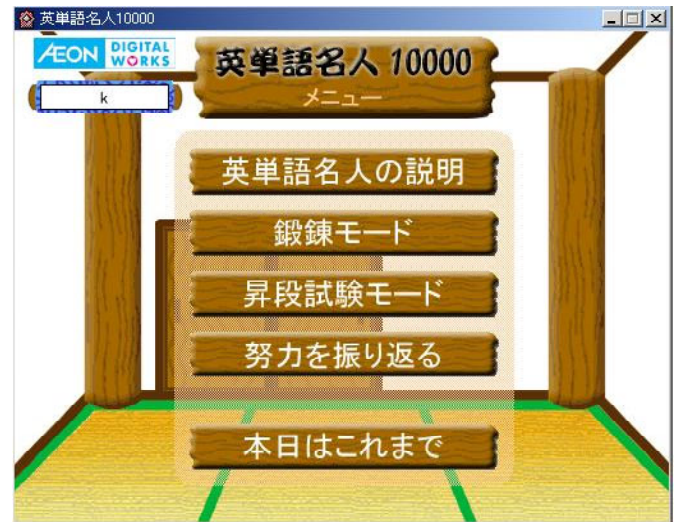 英単語名人10000
ÆON DIGITAL WORKS
k
英単語名人 10000
メニュー
英単語名人の説明
鍛錬モード
昇段試験モード
努力を振り返る
本日はこれまで